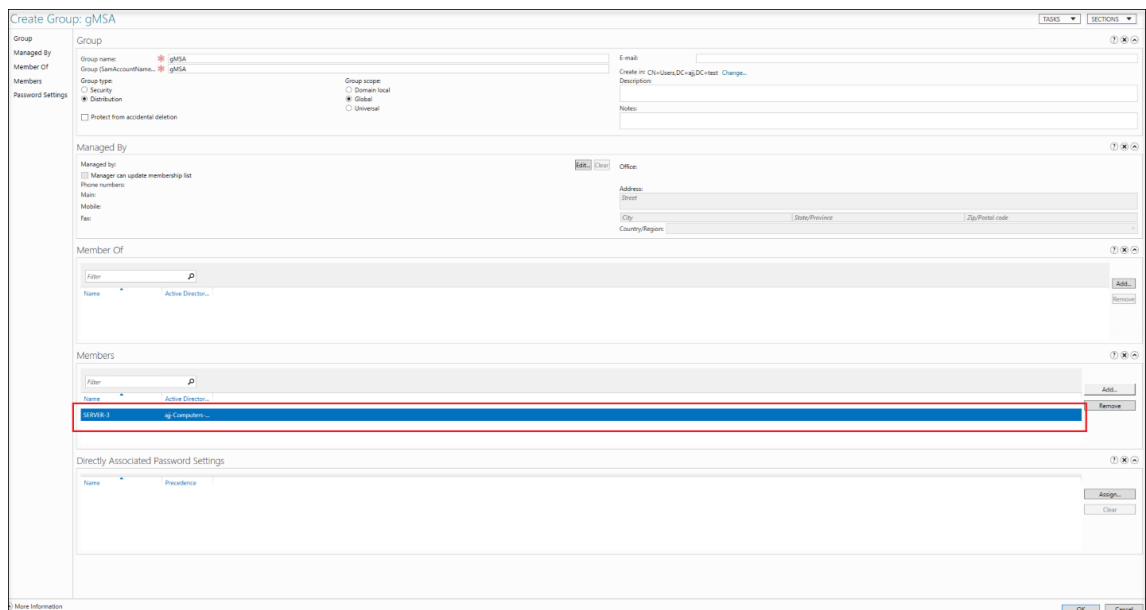 Create Group: gMSA
TASKS
SECTIONS
Group
Managed By
Member Of
Members
Password Settings
Group
Group name:
gMSA
Group (SamAccountName...
gMSA
Group type:
Security
Distribution
Group scope:
Domain local
Global
Universal
Protect from accidental deletion
E-mail:
Create in: CN=Users,DC=ajj,DC=test Change...
Description:
Notes:
Managed By
Managed by:
Edit...
Clear
Manager can update membership list
Phone numbers:
Main:
Mobile:
Fax:
Office:
Address:
Street
City
State/Province
Zip/Postal code
Country/Region:
Member Of
Filter
Name
Active Director...
Add...
Remove
Members
Filter
Name
Active Director...
SERVER-3
ajj-Computers-...
Add...
Remove
Directly Associated Password Settings
Name
Precedence
Assign...
Clear
More Information
OK
Cancel